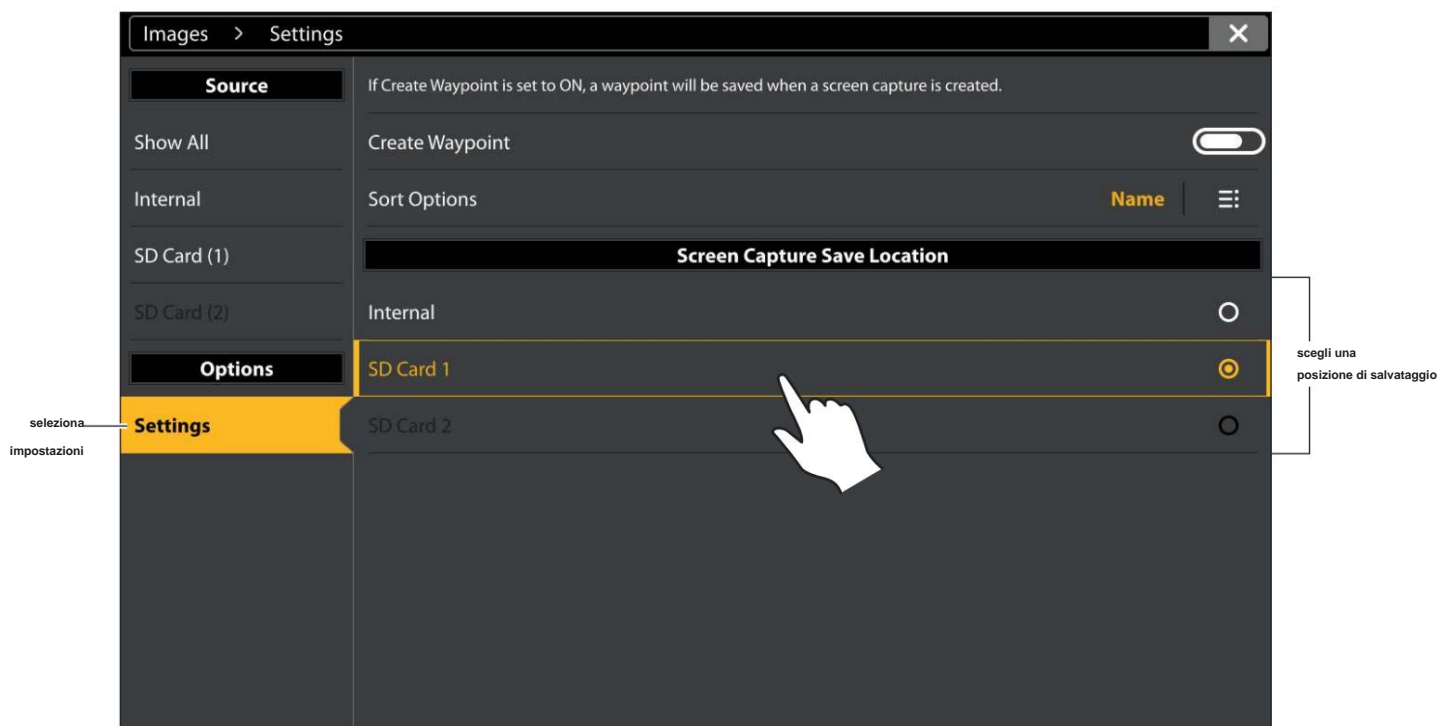 Images > Settings
Source
If Create Waypoint is set to ON, a waypoint will be saved when a screen capture is created.
Show All
Create Waypoint
Internal
Sort Options
Name
SD Card (1)
Screen Capture Save Location
SD Card (2)
Internal
Options
SD Card 1
scegli una
posizione di salvataggio
seleziona
impostazioni
Settings
SD Card 2